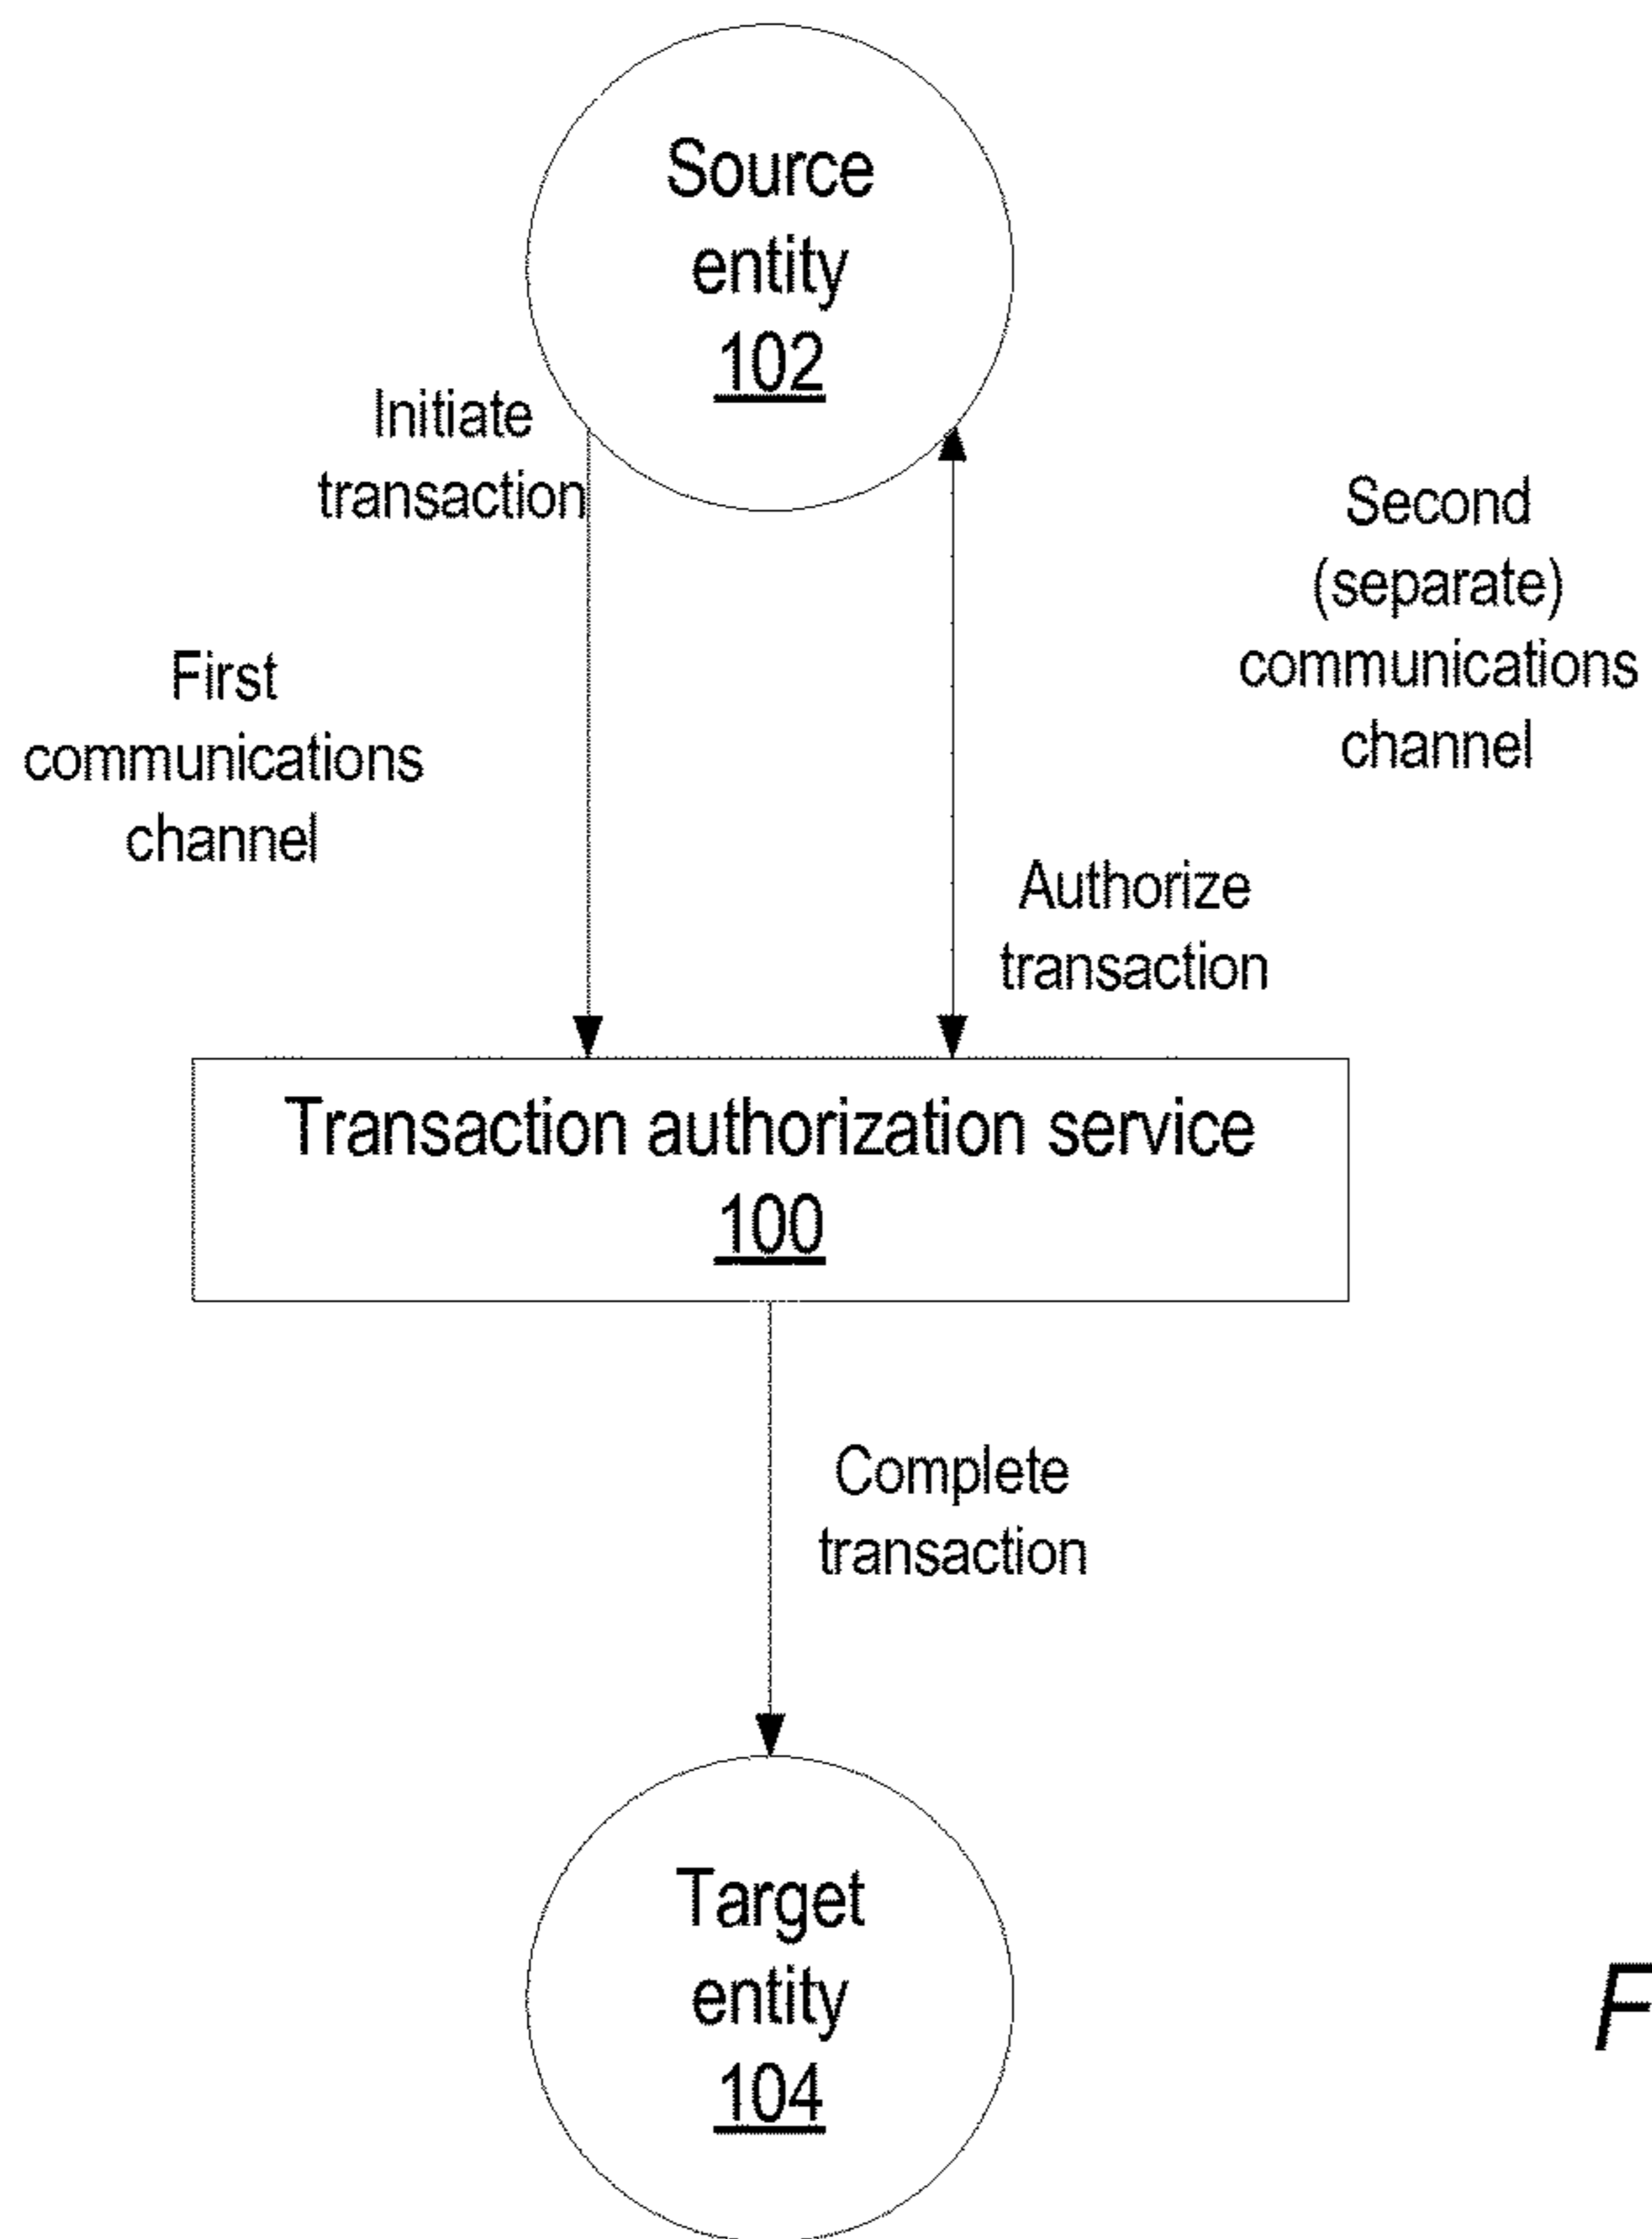 Source
entity
102
Initiate
transaction
Second
(separate)
communications
channel
First
communications
channel
Authorize
transaction
Transaction authorization service
100
Complete
transaction
Target
entity
104
F